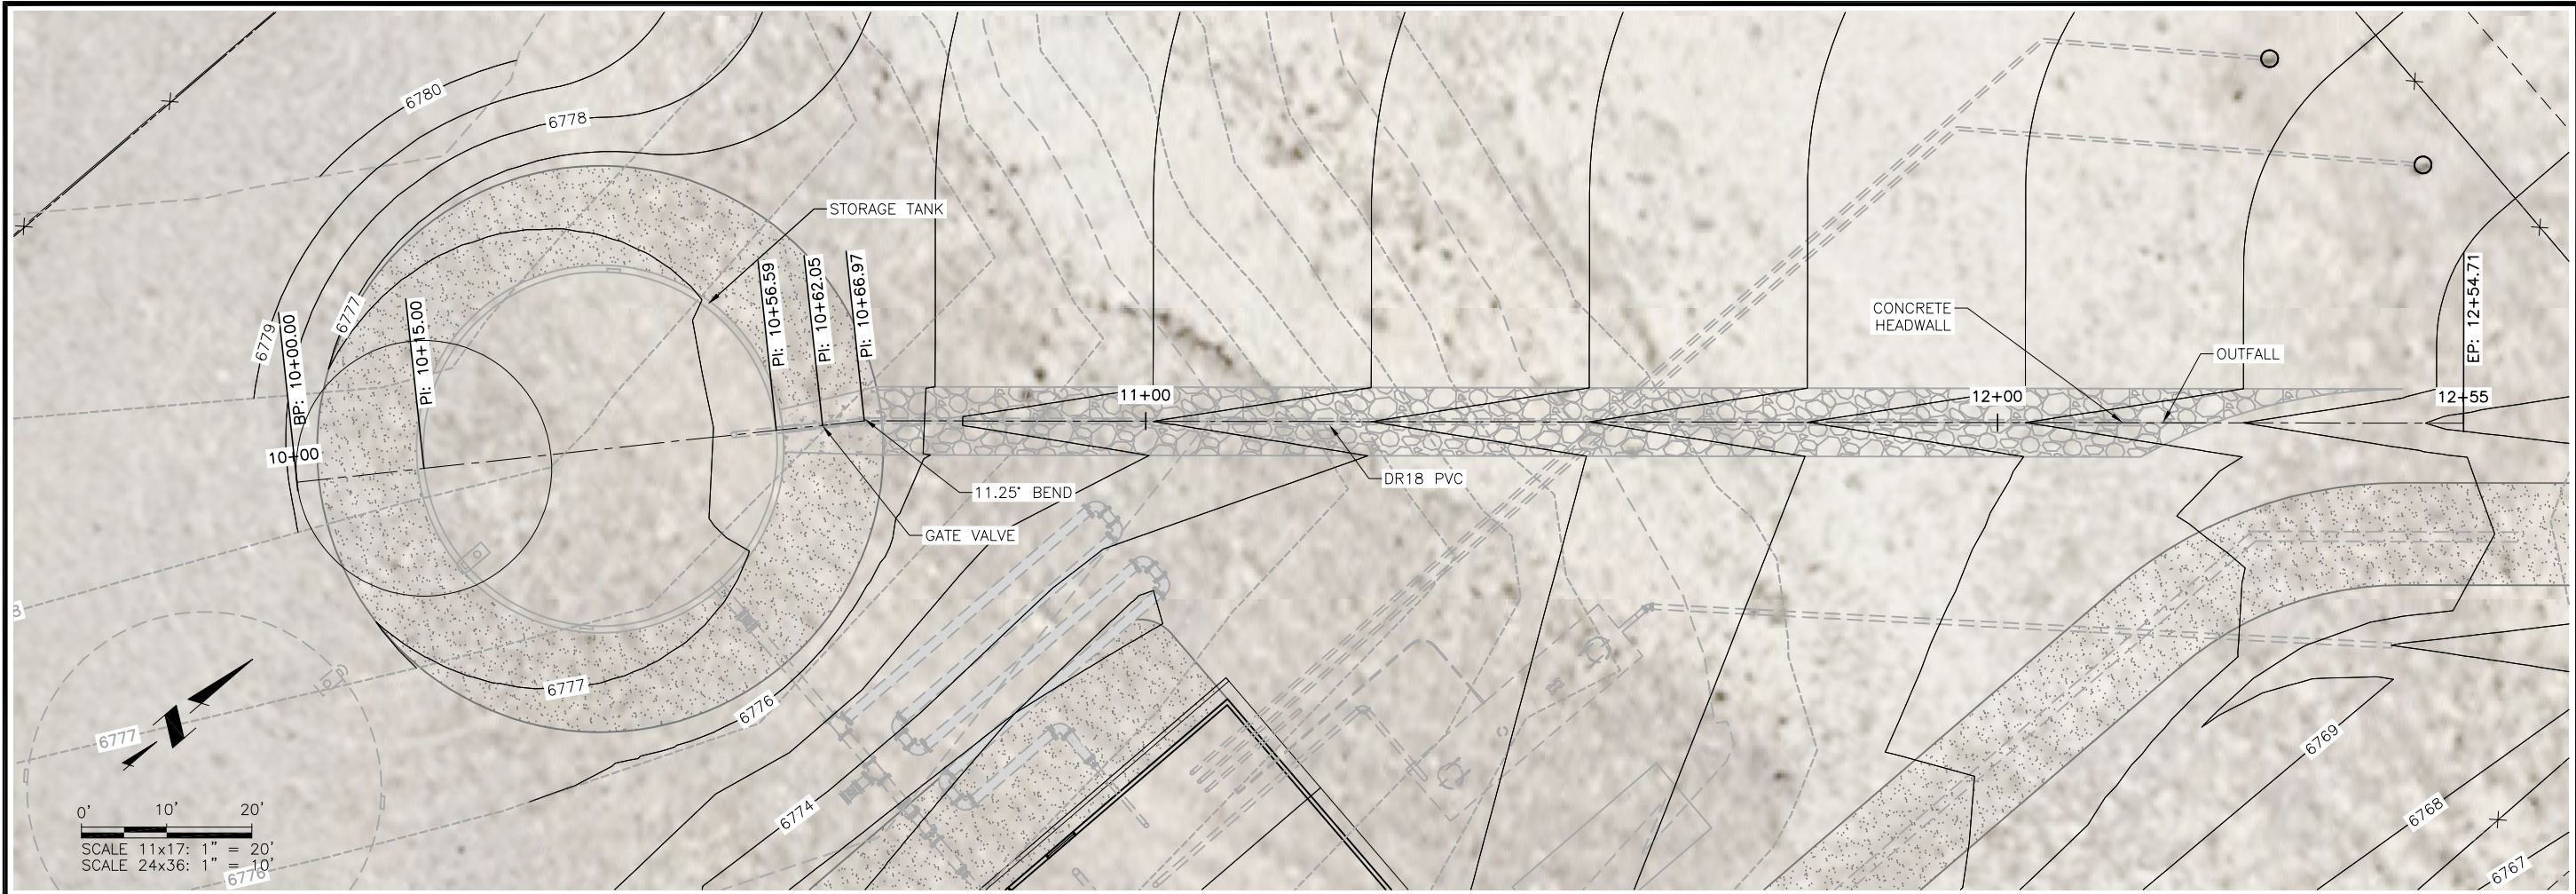 6780
6778
STORAGE TANK
6779
6777
BP: 10+00.00
PI: 10+15.00
PI: 10+56.59
PI: 10+62.05
PI: 10+66.97
CONCRETE
HEADWALL
OUTFALL
EP: 12+54.71
10+00
11+00
12+00
12+55
DR18 PVC
11.25° BEND
GATE VALVE
8
6777
6776
6777
6774
6769
6768
6767
0' 10' 20'
SCALE 11x17: 1" = 20'
SCALE 24x36: 1" = 10'
6776